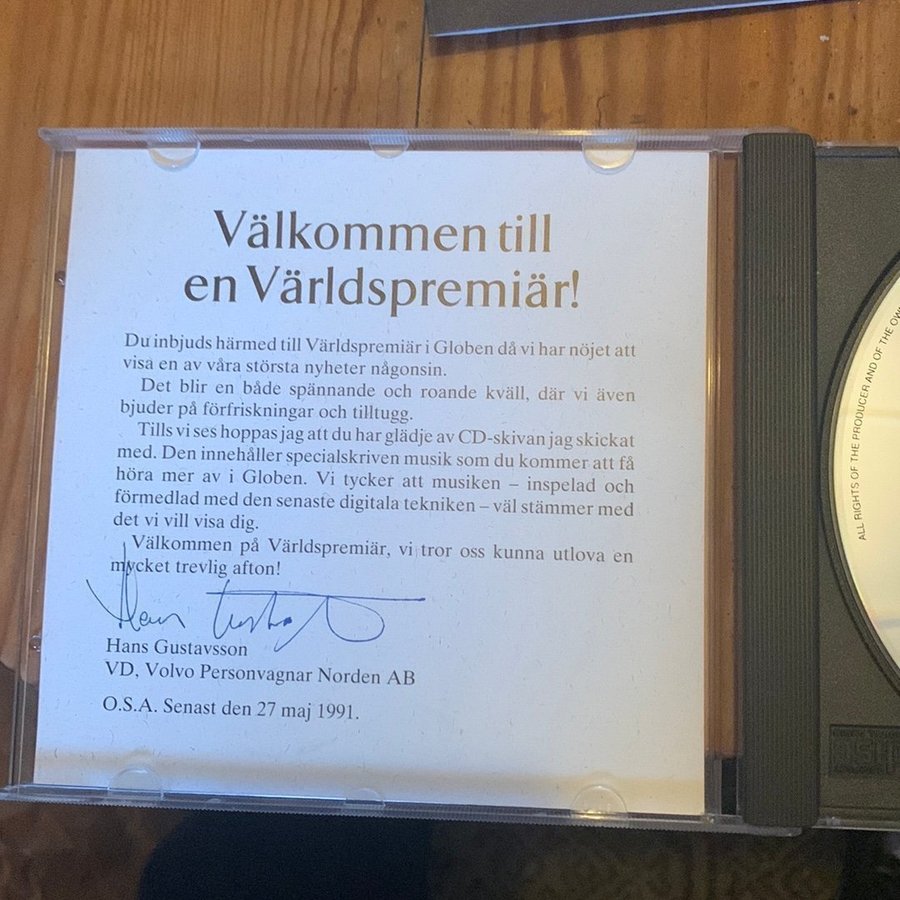 Välkommen till
en Världspremiär!
Du inbjuds härmed till Världspremiär i Globen då vi har nöjet att
visa en av våra största nyheter någonsin.
Det blir en både spännande och roande kväll, där vi även
bjuder på förfriskningar och tilltugg.
Tills vi ses hoppas jag att du har glädje av CD-skivan jag skickat
med. Den innehåller specialskriven musik som du kommer att få
höra mer av i Globen. Vi tycker att musiken – inspelad och
förmedlad med den senaste digitala tekniken – väl stämmer med
det vi vill visa dig.
Välkommen på Världspremiär, vi tror oss kunna utlova en
mycket trevlig afton!
Hans Gustavsson
VD, Volvo Personvagnar Norden AB
O.S.A. Senast den 27 maj 1991.
ALL RIGHTS OF THE PRODUCER AND OF THE OW